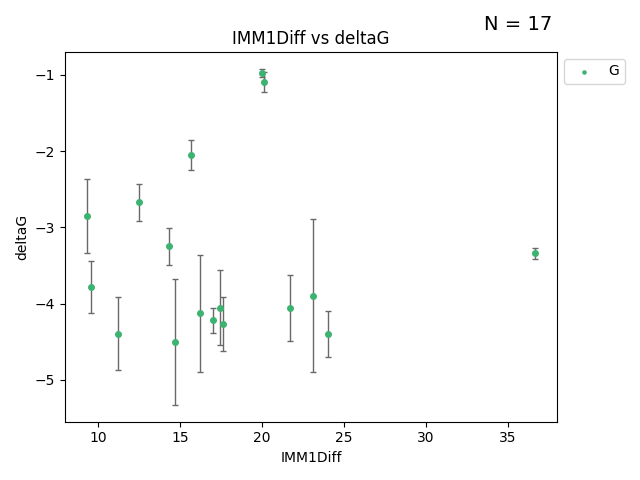 N = 17
IMM1Diff vs deltaG
G
deltaG
−1
−2
−3
−4
−5
10 15 20 25 30 35
IMM1Diff